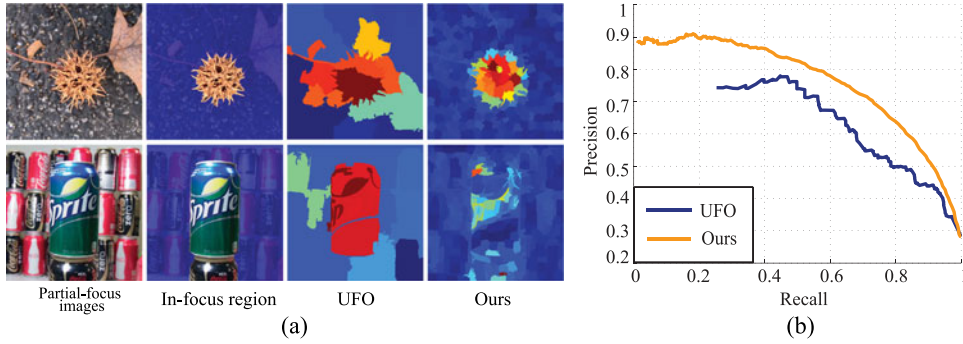 Sprite
Sprite
Partial-focus
images
In-focus region
UFO
Ours
(a)
Precision
1
0.9
0.8
0.7
0.6
0.5
0.4
0.3
0.2
UFO
Ours
0
0.2
0.4
0.6
0.8
1
Recall
(b)